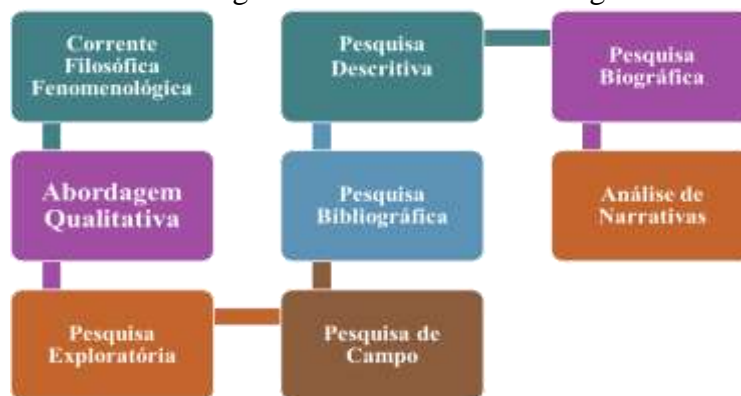 Corrente
Filosófica
Fenomenológica
Abordagem
Qualitativa
Pesquisa
Exploratória
Pesquisa de
Campo
Pesquisa
Bibliográfica
Pesquisa
Descritiva
Pesquisa
Biográfica
Análise de
Narrativas